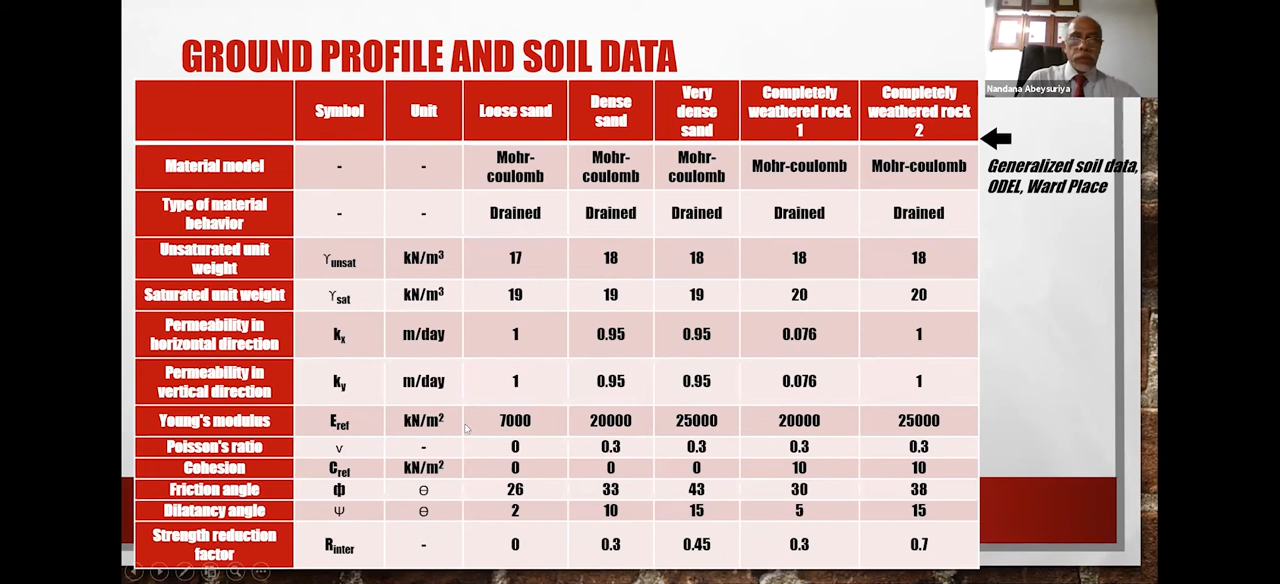 GROUND PROFILE AND SOIL DATA
Nandana Abeysuriya
Symbol Unit Loose sand Dense sand Very dense sand Completely weathered rock 1 Completely weathered rock 2
Material model - - Mohr-coulomb Mohr-coulomb Mohr-coulomb Mohr-coulomb Mohr-coulomb
Type of material behavior - - Drained Drained Drained Drained Drained
Unsaturated unit weight ϒunsat kN/m³ 17 18 18 18 18
Saturated unit weight ϒsat kN/m³ 19 19 19 20 20
Permeability in horizontal direction kx m/day 1 0.95 0.95 0.076 1
Permeability in vertical direction ky m/day 1 0.95 0.95 0.076 1
Young's modulus Eref kN/m² 7000 20000 25000 20000 25000
Poisson's ratio ν - 0 0.3 0.3 0.3 0.3
Cohesion Cref kN/m² 0 0 0 10 10
Friction angle ф Ө 26 33 43 30 38
Dilatancy angle Ψ Ө 2 10 15 5 15
Strength reduction factor Rinter - 0 0.3 0.45 0.3 0.7
Generalized soil data,
ODEL, Ward Place